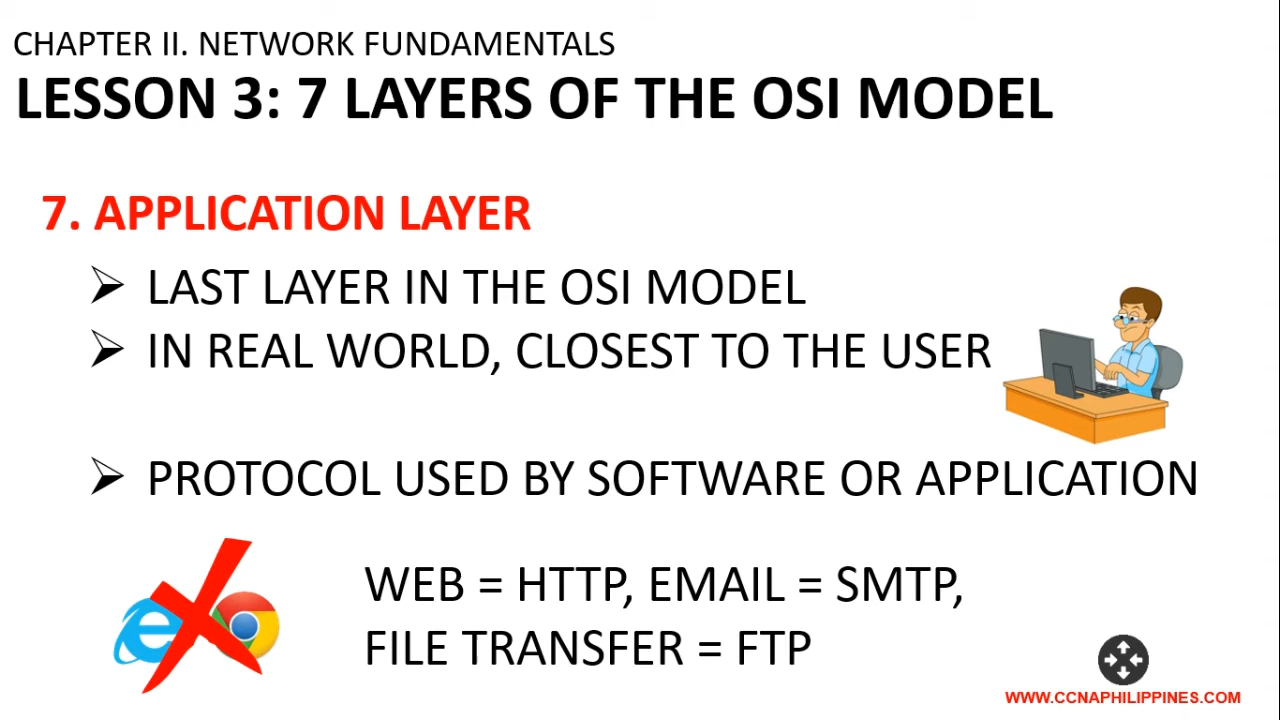 CHAPTER II. NETWORK FUNDAMENTALS
LESSON 3: 7 LAYERS OF THE OSI MODEL
7. APPLICATION LAYER
➢ LAST LAYER IN THE OSI MODEL
➢ IN REAL WORLD, CLOSEST TO THE USER
➢ PROTOCOL USED BY SOFTWARE OR APPLICATION
WEB = HTTP, EMAIL = SMTP,
FILE TRANSFER = FTP
WWW.CCNAPHILIPPINES.COM